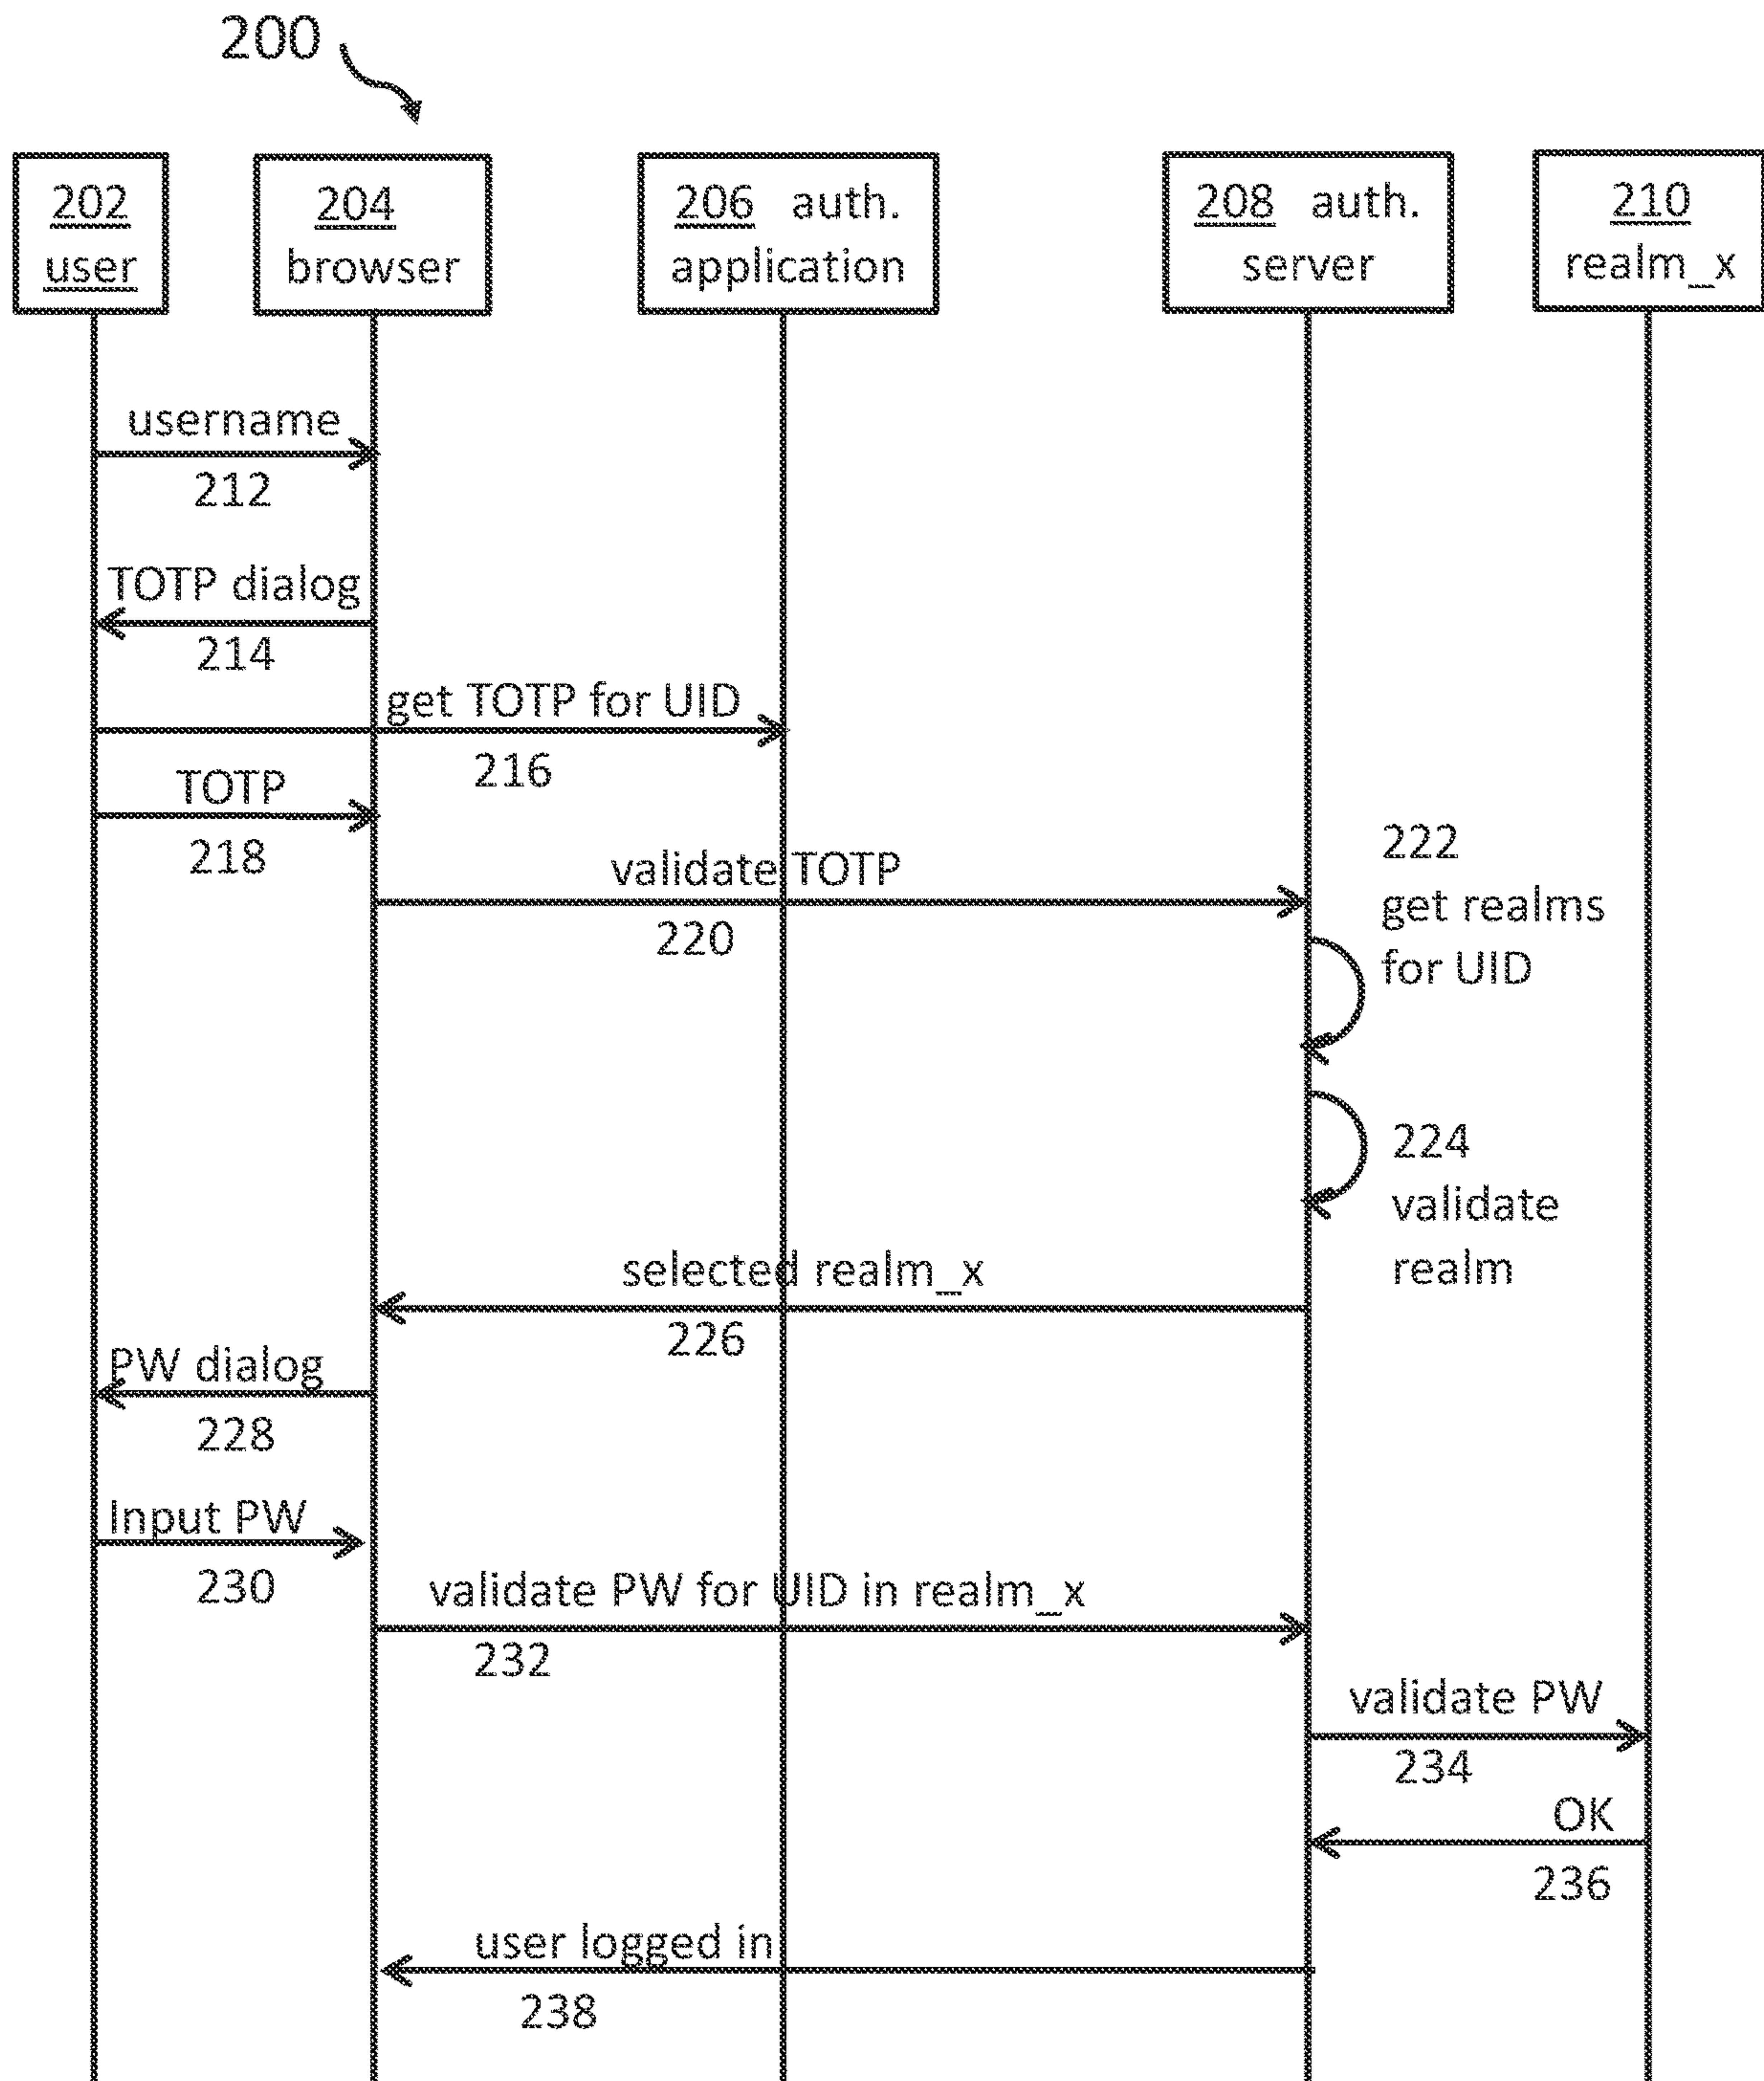 200
202
user
204
browser
206 auth.
application
208 auth.
server
210
realm_x
username
212
TOTP dialog
214
get TOTP for UID
216
TOTP
218
validate TOTP
220
222
get realms
for UID
224
validate
realm
selected realm_x
226
PW dialog
228
Input PW
230
validate PW for UID in realm_x
232
validate PW
234
OK
236
user logged in
238